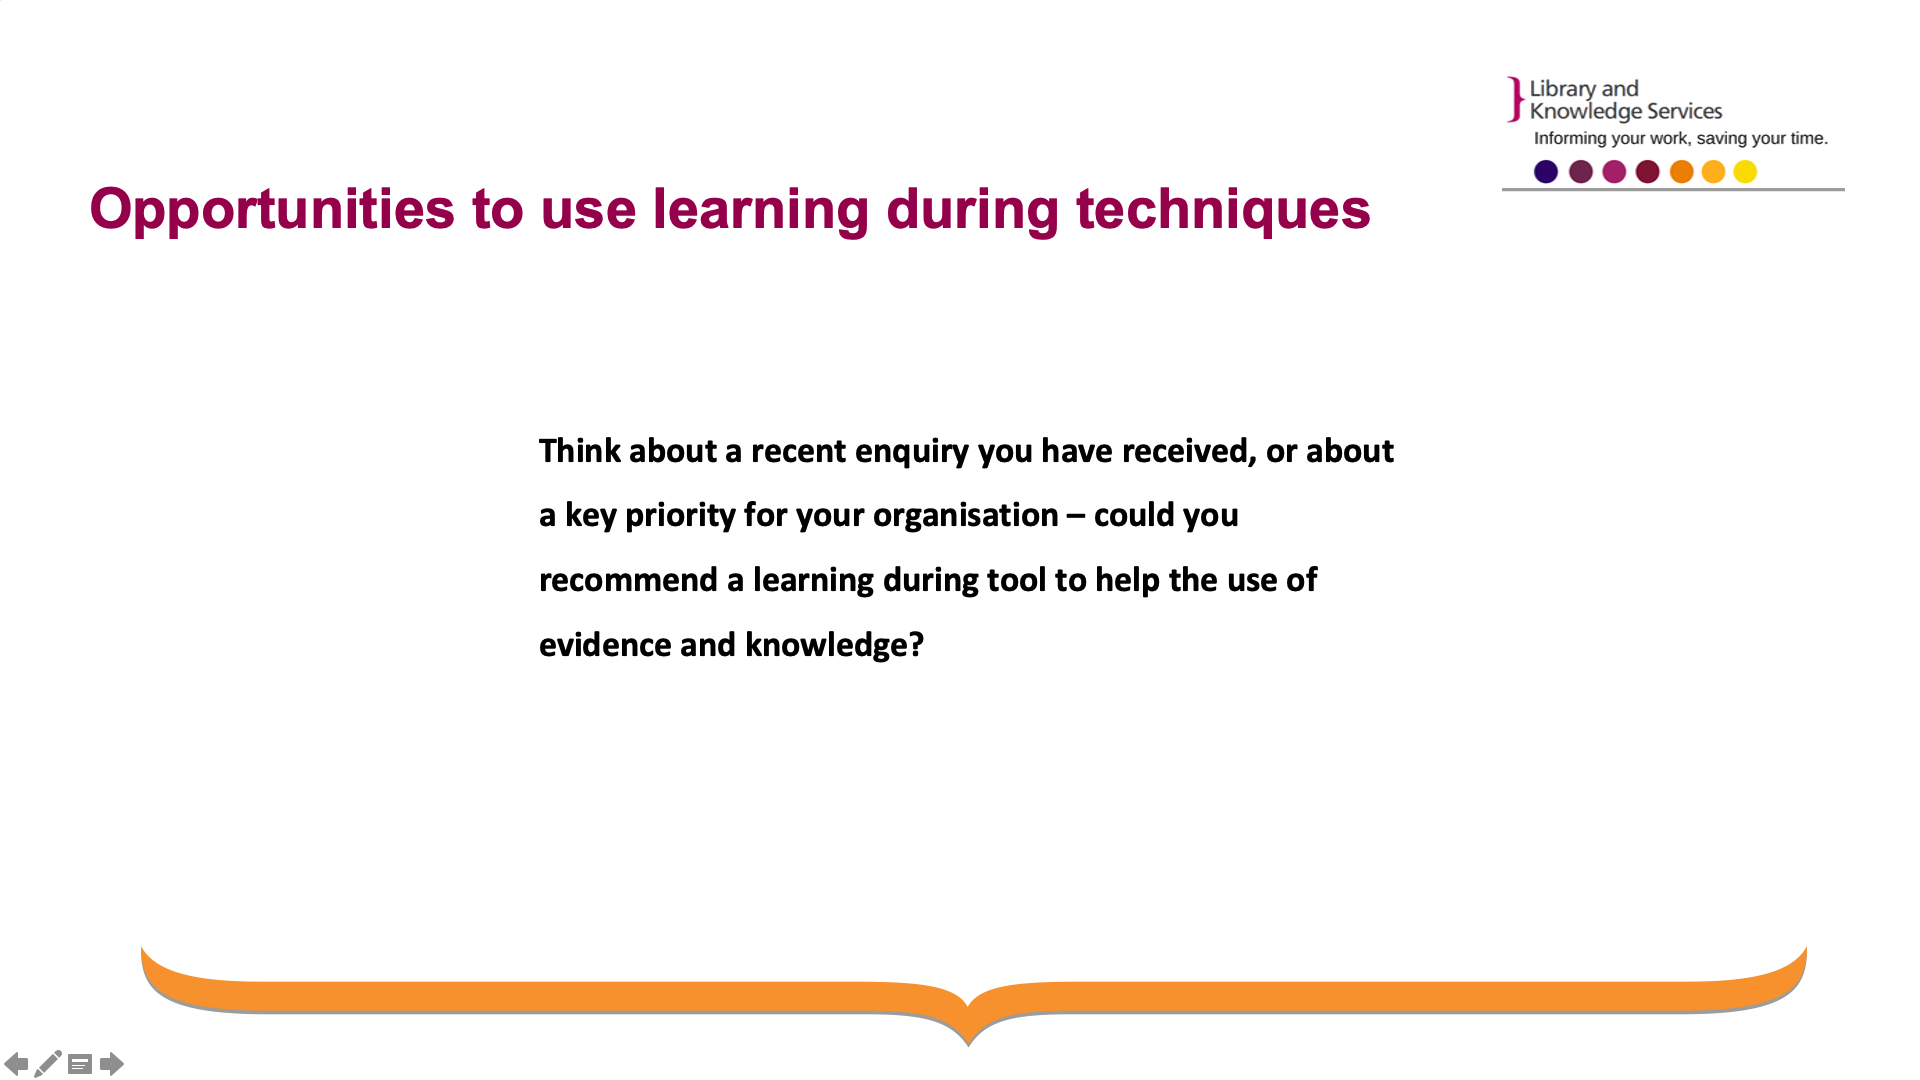 Library and
Knowledge Services
Informing your work, saving your time.
Opportunities to use learning during techniques
Think about a recent enquiry you have received, or about
a key priority for your organisation – could you
recommend a learning during tool to help the use of
evidence and knowledge?